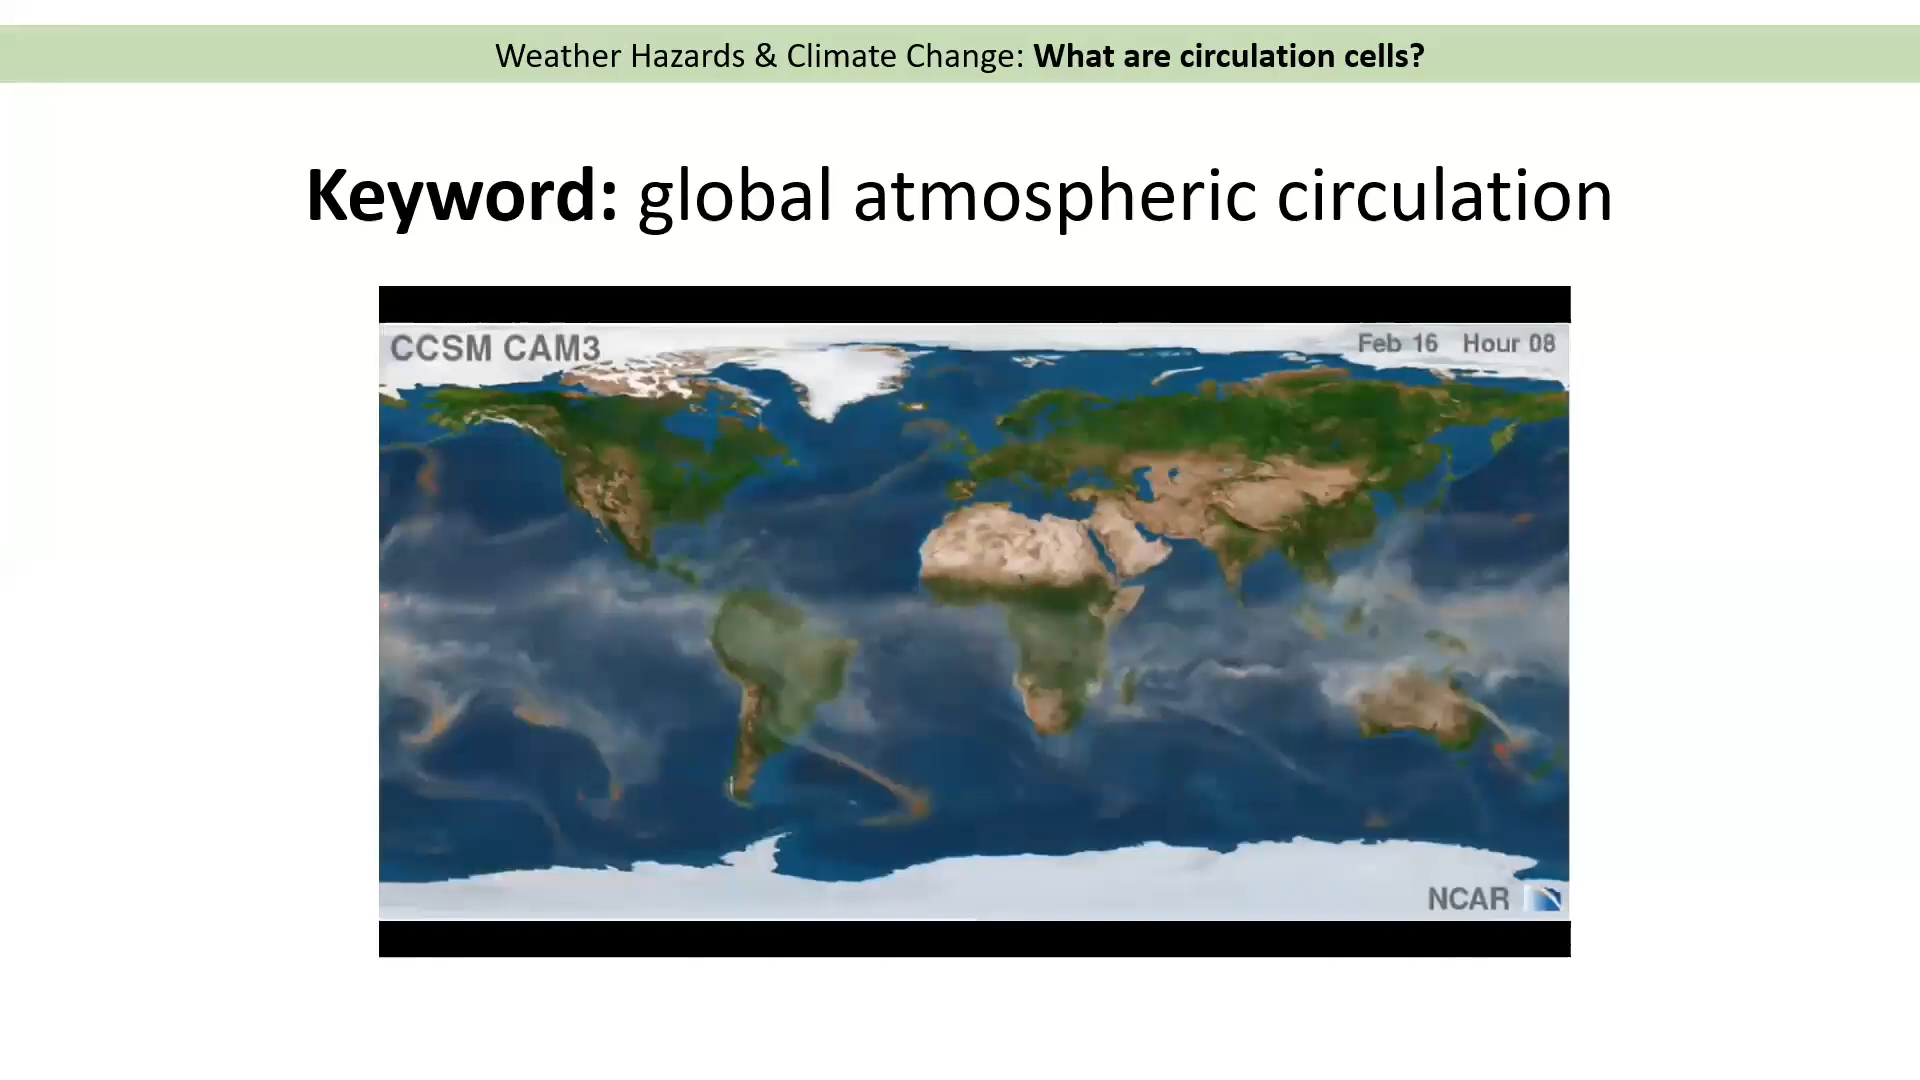 Weather Hazards & Climate Change: What are circulation cells?
Keyword: global atmospheric circulation
CCSM CAM3
Feb 16 Hour 08
NCAR